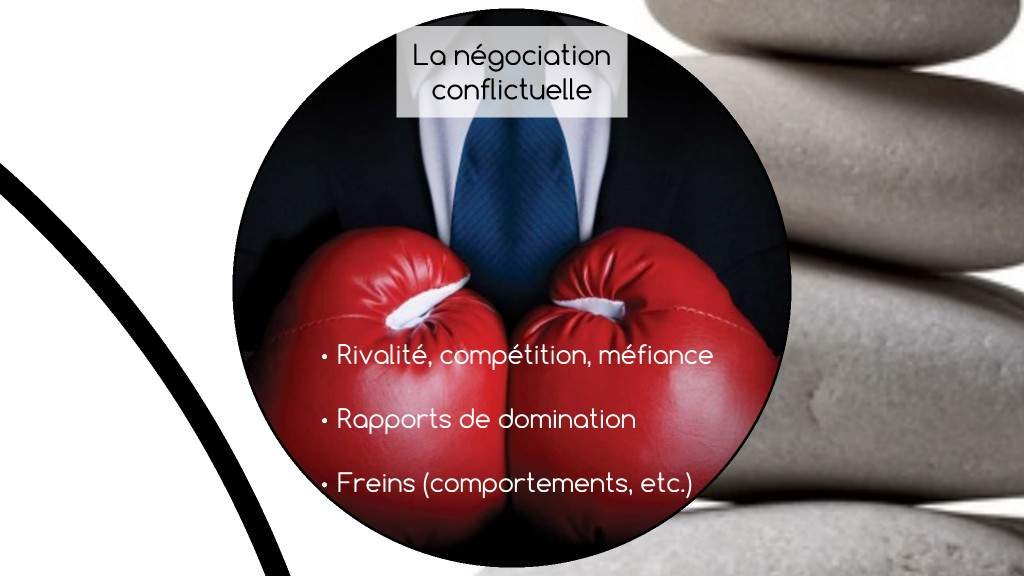 La négociation
conflictuelle
• Rivalité, compétition, méfiance
• Rapports de domination
• Freins (comportements, etc.)